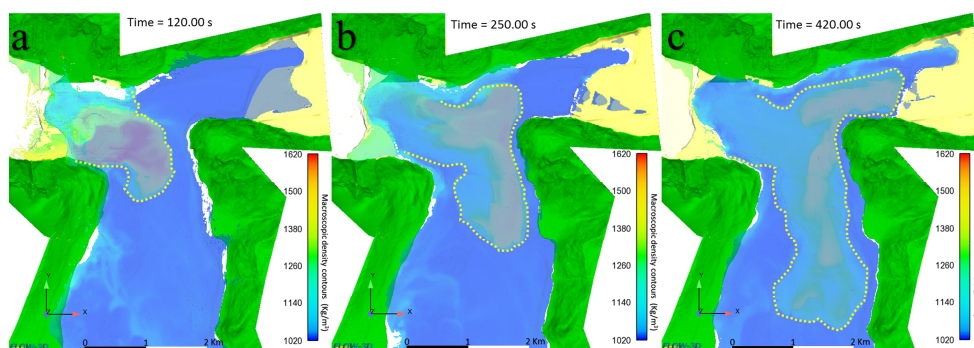 a
Time = 120.00 s
1620
1500
1380
1260
1140
1020
Macroscopic density contours (Kg/m³)
Y
Z
X
0
1
2 Km
FLOW-3D
b
Time = 250.00 s
1620
1500
1380
1260
1140
1020
Macroscopic density contours (Kg/m³)
Y
Z
X
0
1
2 Km
c
Time = 420.00 s
1620
1500
1380
1260
1140
1020
Macroscopic density contours (Kg/m³)
Y
Z
X
0
1
2 Km